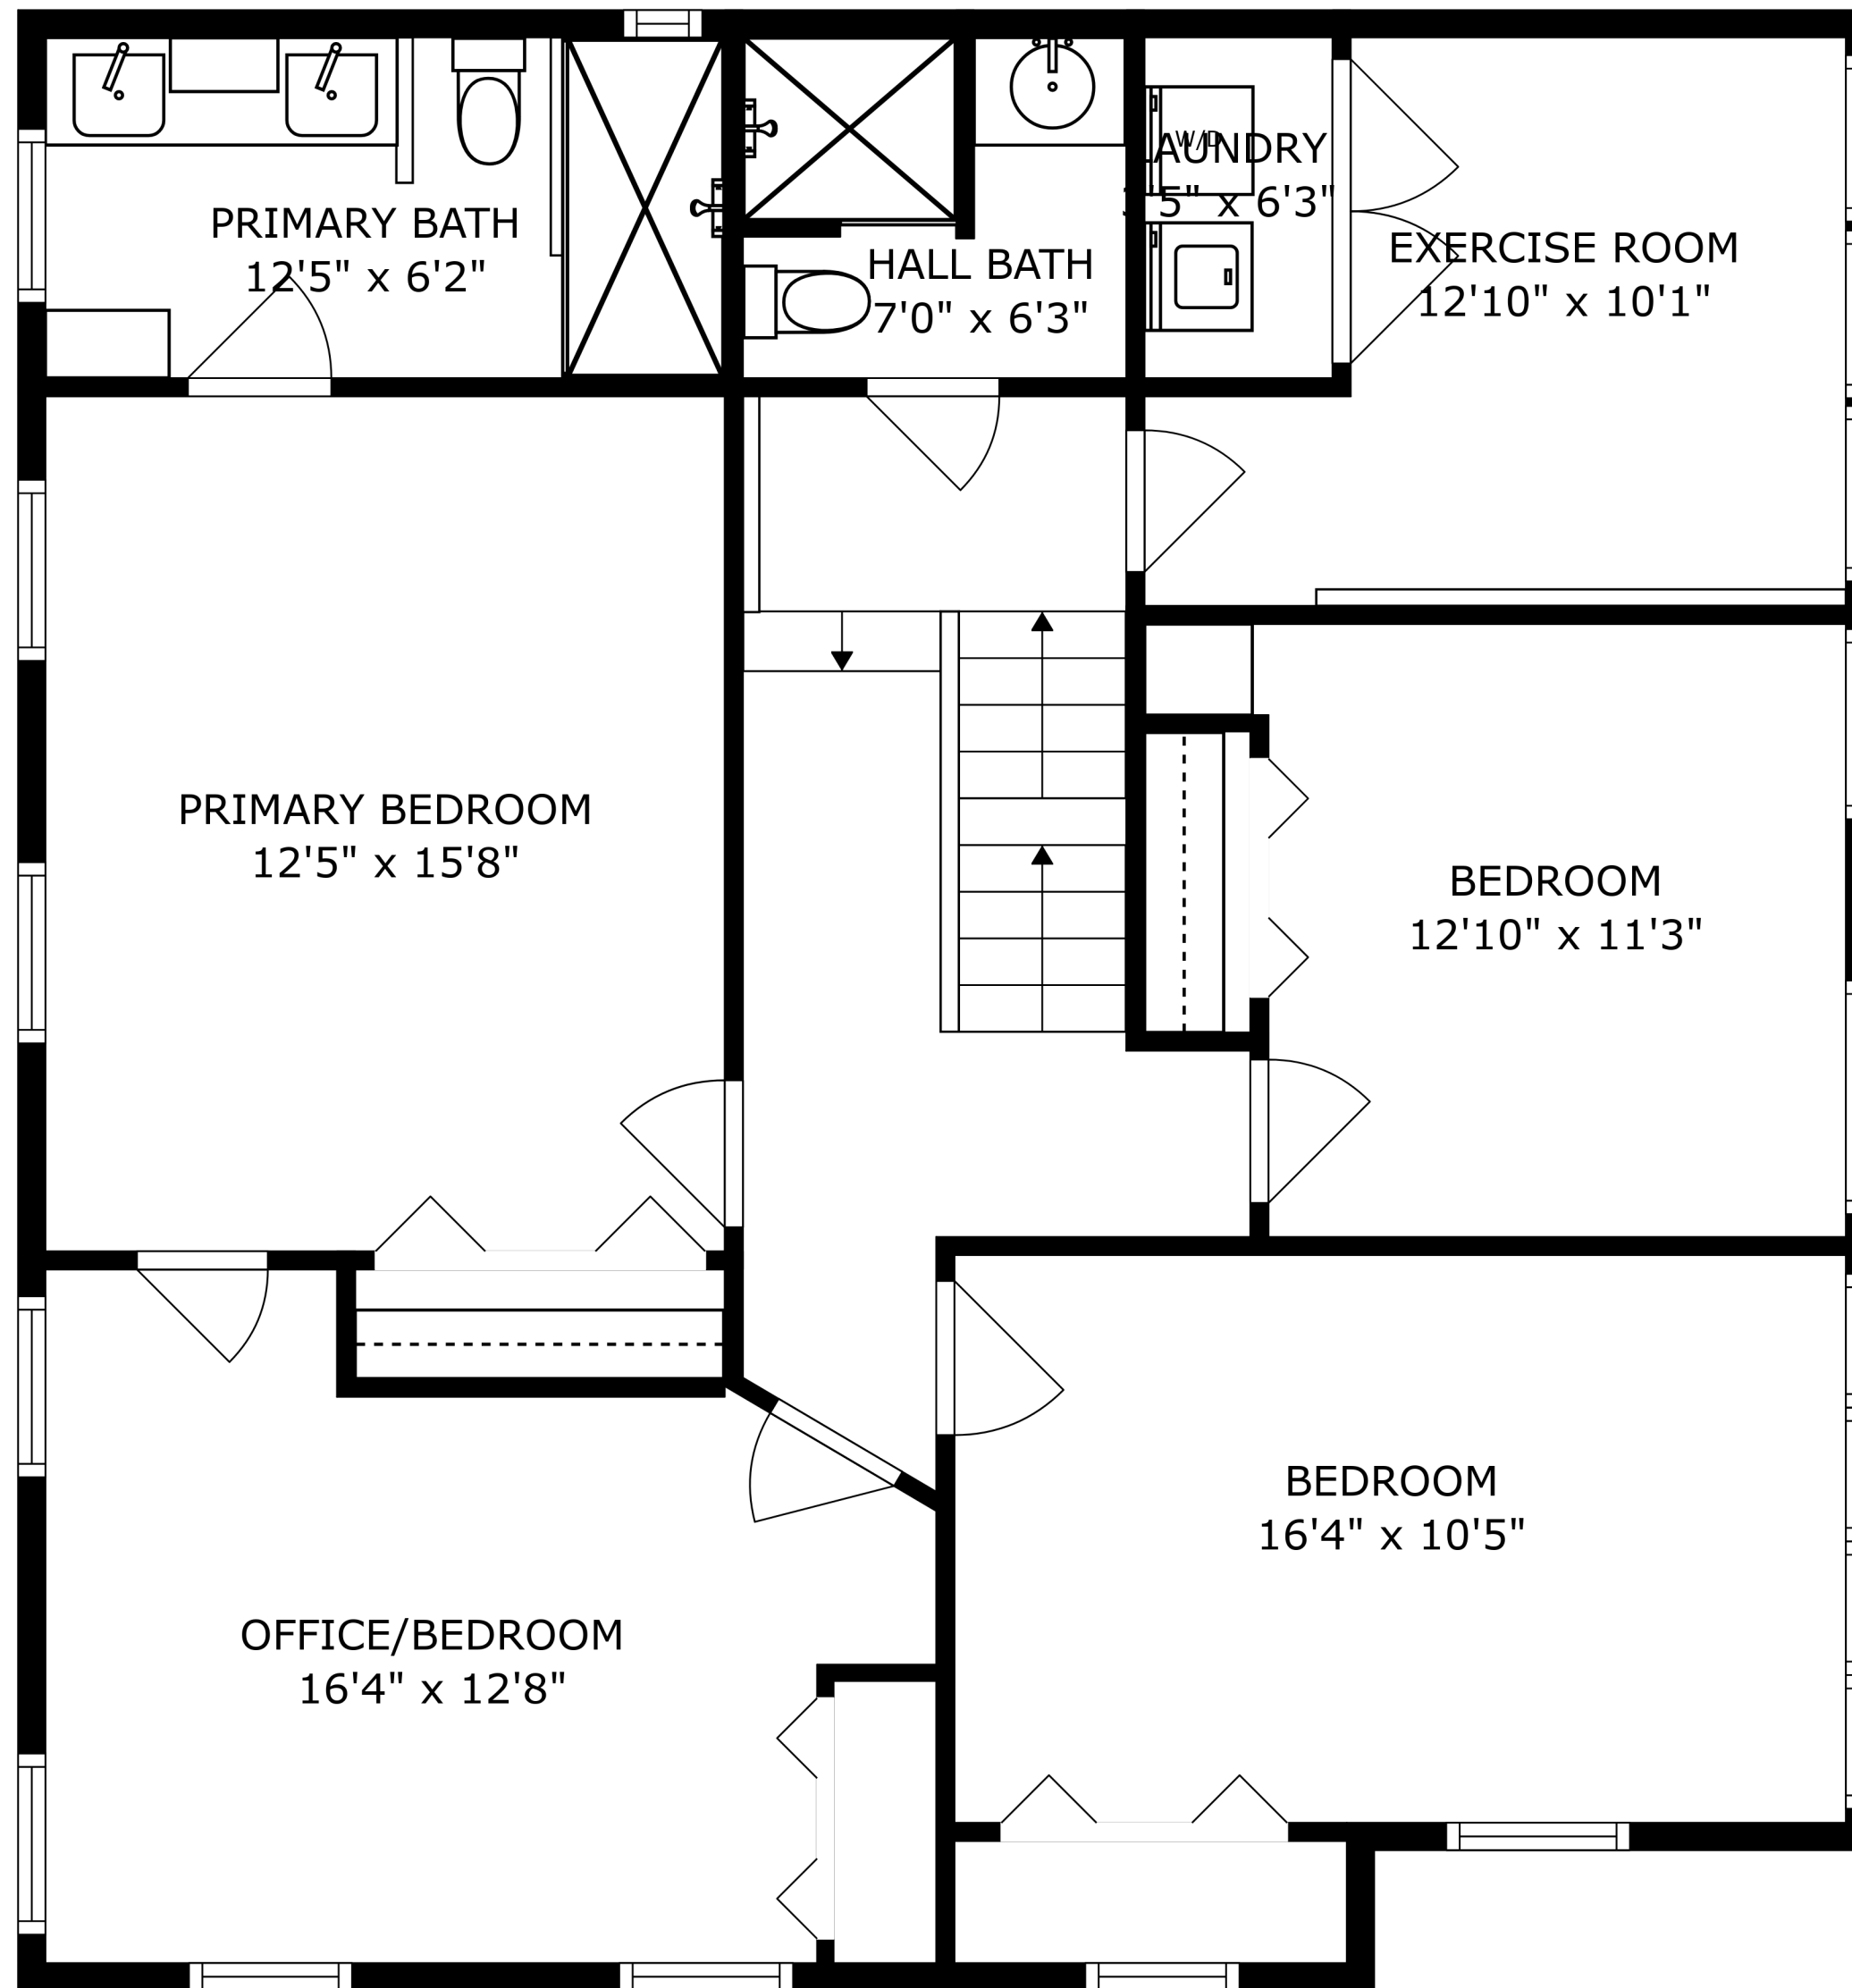 PRIMARY BATH
12'5" x 6'2"
HALL BATH
7'0" x 6'3"
LAUNDRY
W/D
5" x 6'3"
EXERCISE ROOM
12'10" x 10'1"
PRIMARY BEDROOM
12'5" x 15'8"
BEDROOM
12'10" x 11'3"
BEDROOM
16'4" x 10'5"
OFFICE/BEDROOM
16'4" x 12'8"